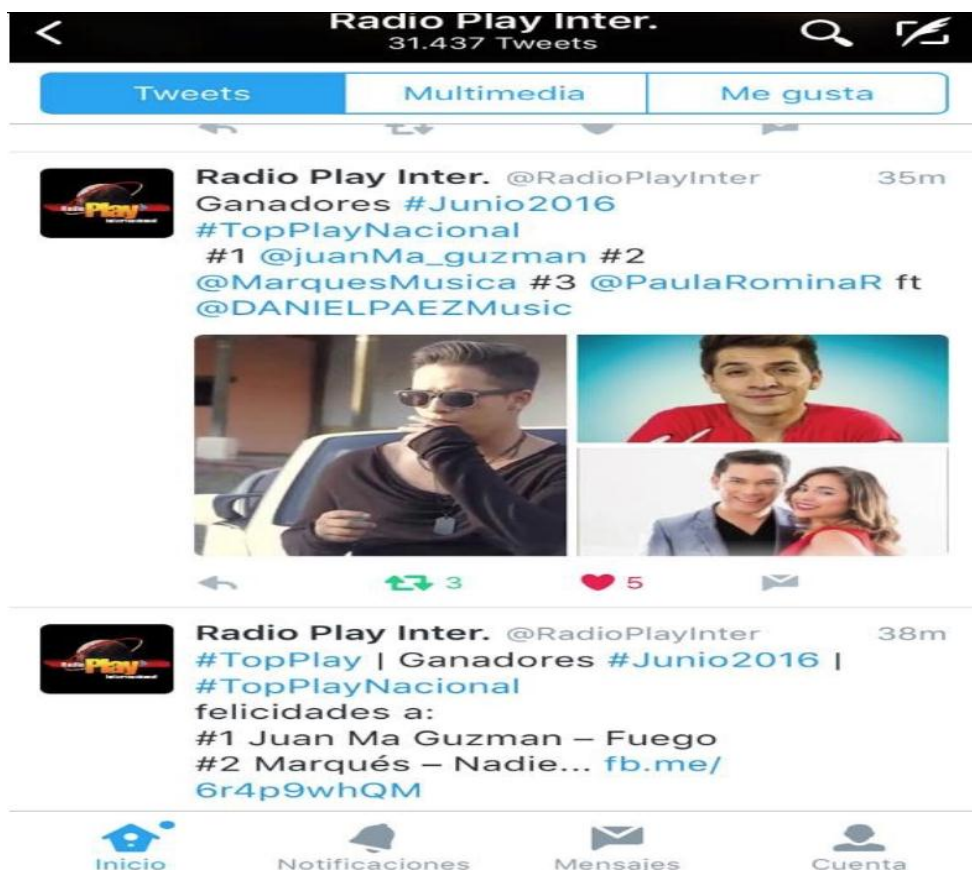 Radio Play Inter.
31.437 Tweets
Tweets
Multimedia
Me gusta
Radio Play Inter. @RadioPlayInter 35m
Ganadores #Junio2016
#TopPlayNacional
#1 @juanMa_guzman #2
@MarquesMusica #3 @PaulaRominaR ft
@DANIELPAEZMusic
3
5
Radio Play Inter. @RadioPlayInter 38m
#TopPlay | Ganadores #Junio2016 |
#TopPlayNacional
felicidades a:
#1 Juan Ma Guzman – Fuego
#2 Marqués – Nadie... fb.me/
6r4p9whQM
Inicio
Notificaciones
Mensajes
Cuenta